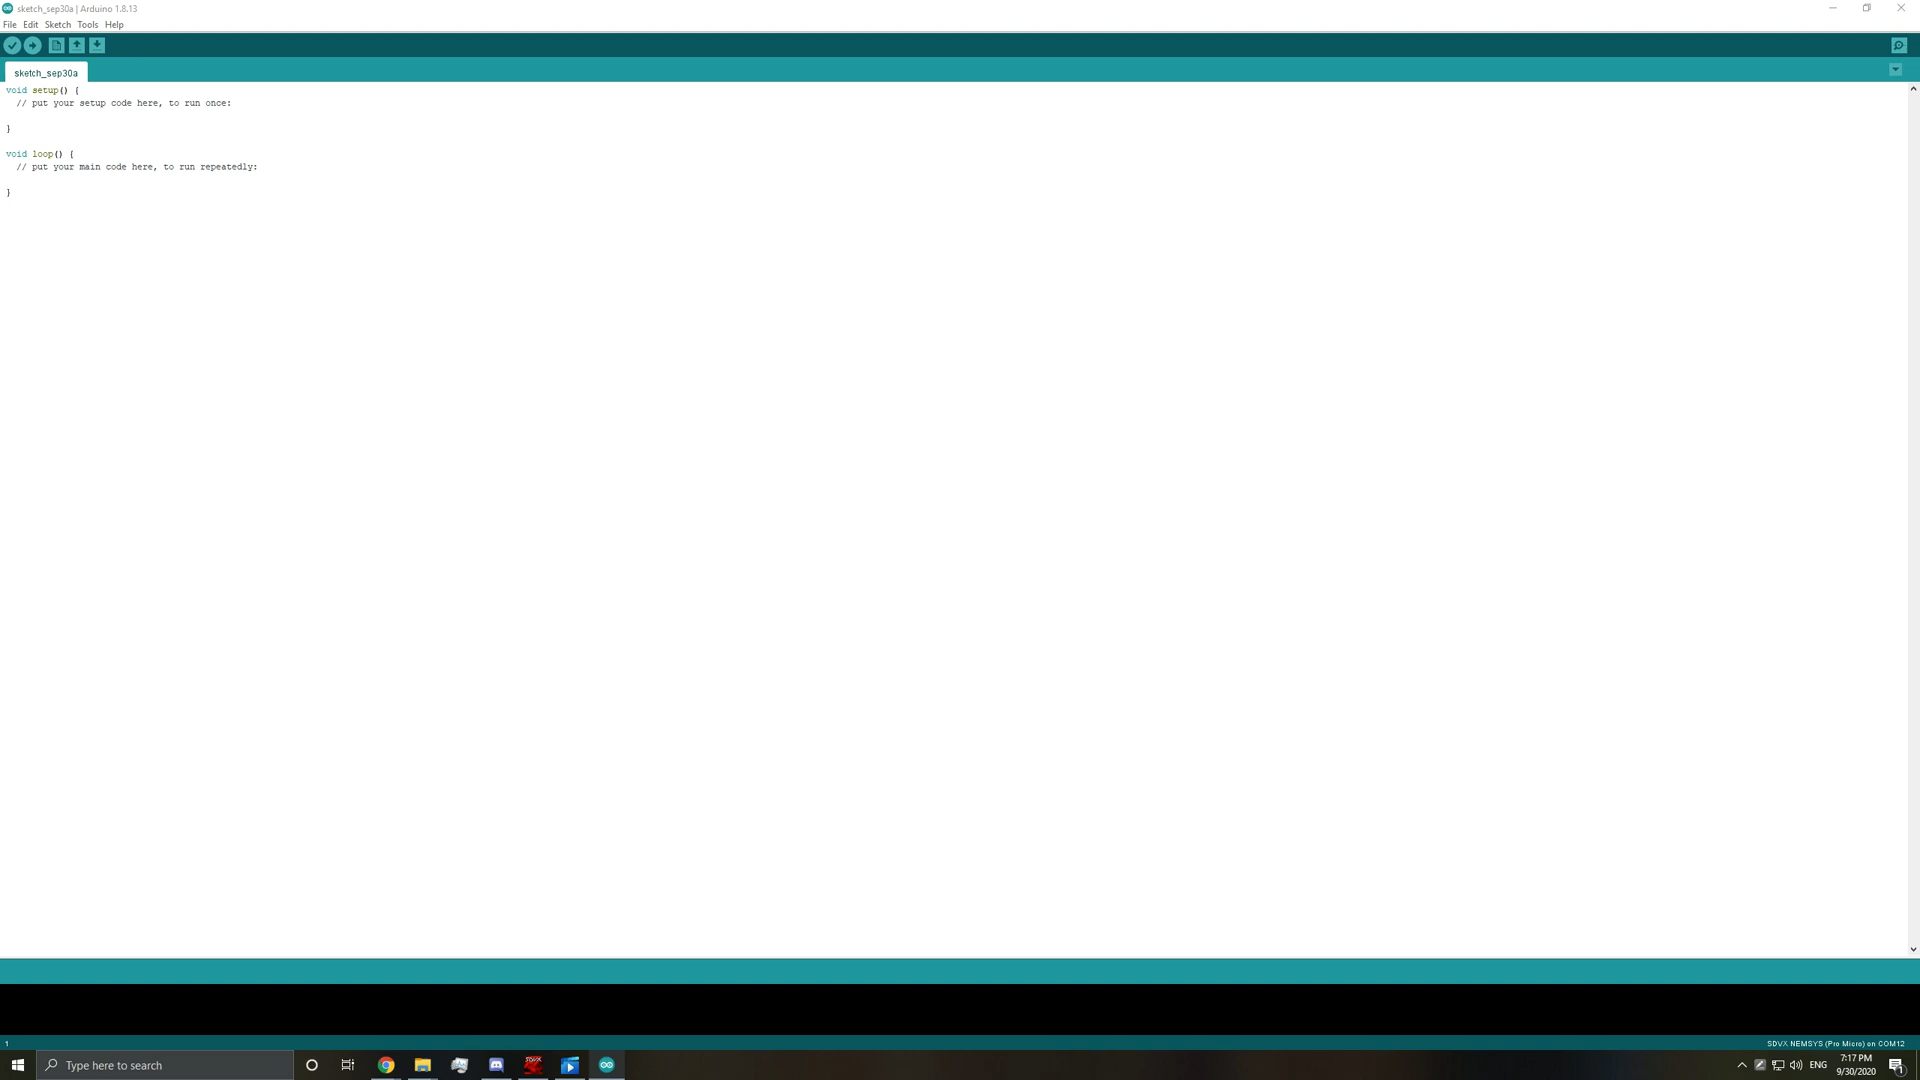 sketch_sep30a | Arduino 1.8.13
File Edit Sketch Tools Help
sketch_sep30a
void setup() {
  // put your setup code here, to run once:
}
void loop() {
  // put your main code here, to run repeatedly:
}
1
SDVX NEMSYS (Pro Micro) on COM12
Type here to search
SDVX
ENG
7:17 PM
9/30/2020
1